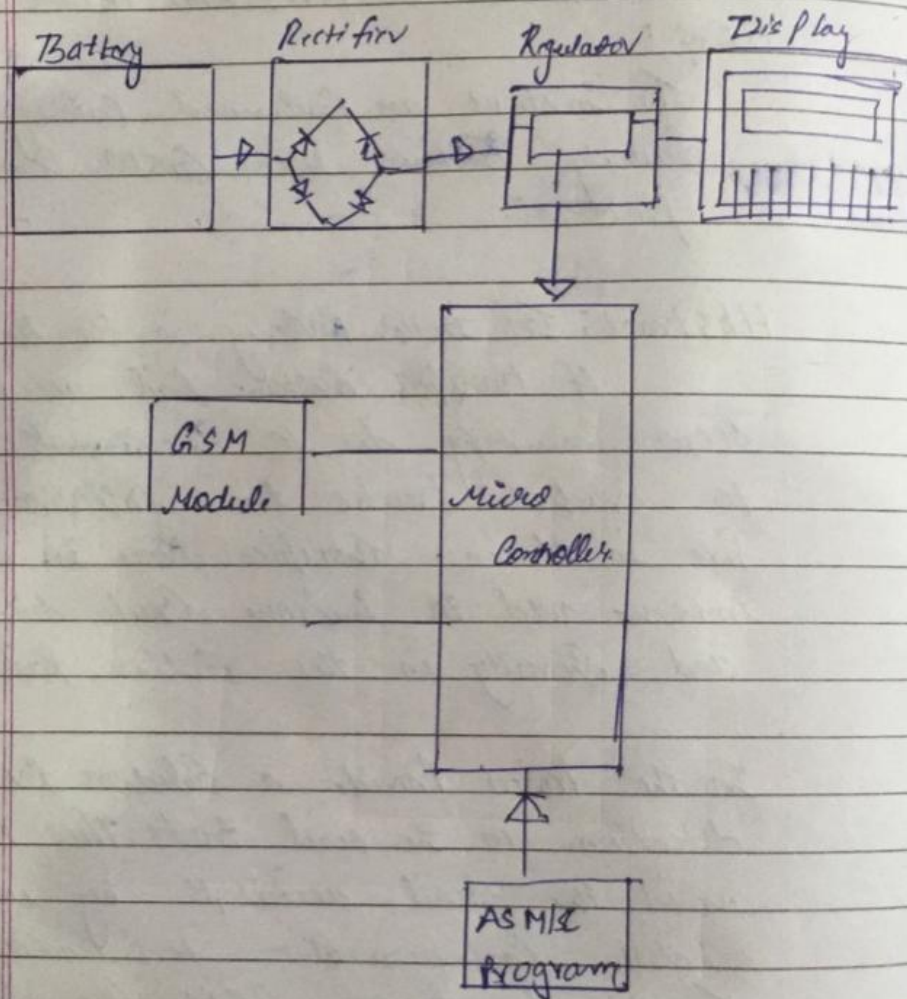 Battery
Rectifier
Regulator
Display
GSM
Module
Micro
Controller
ASM/C
Program